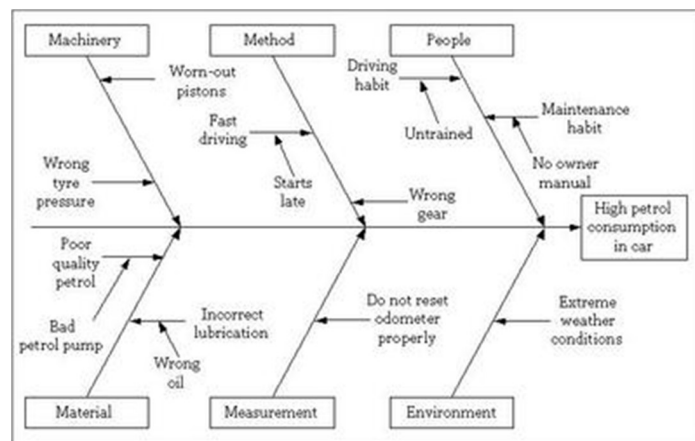 Machinery
Method
People
Worn-out
pistons
Driving
habit
Fast
driving
Untrained
Maintenance
habit
Wrong
tyre
pressure
Starts
late
No owner
manual
Wrong
gear
High petrol
consumption
in car
Poor
quality
petrol
Bad
petrol pump
Incorrect
lubrication
Wrong
oil
Do not reset
odometer
properly
Extreme
weather
conditions
Material
Measurement
Environment